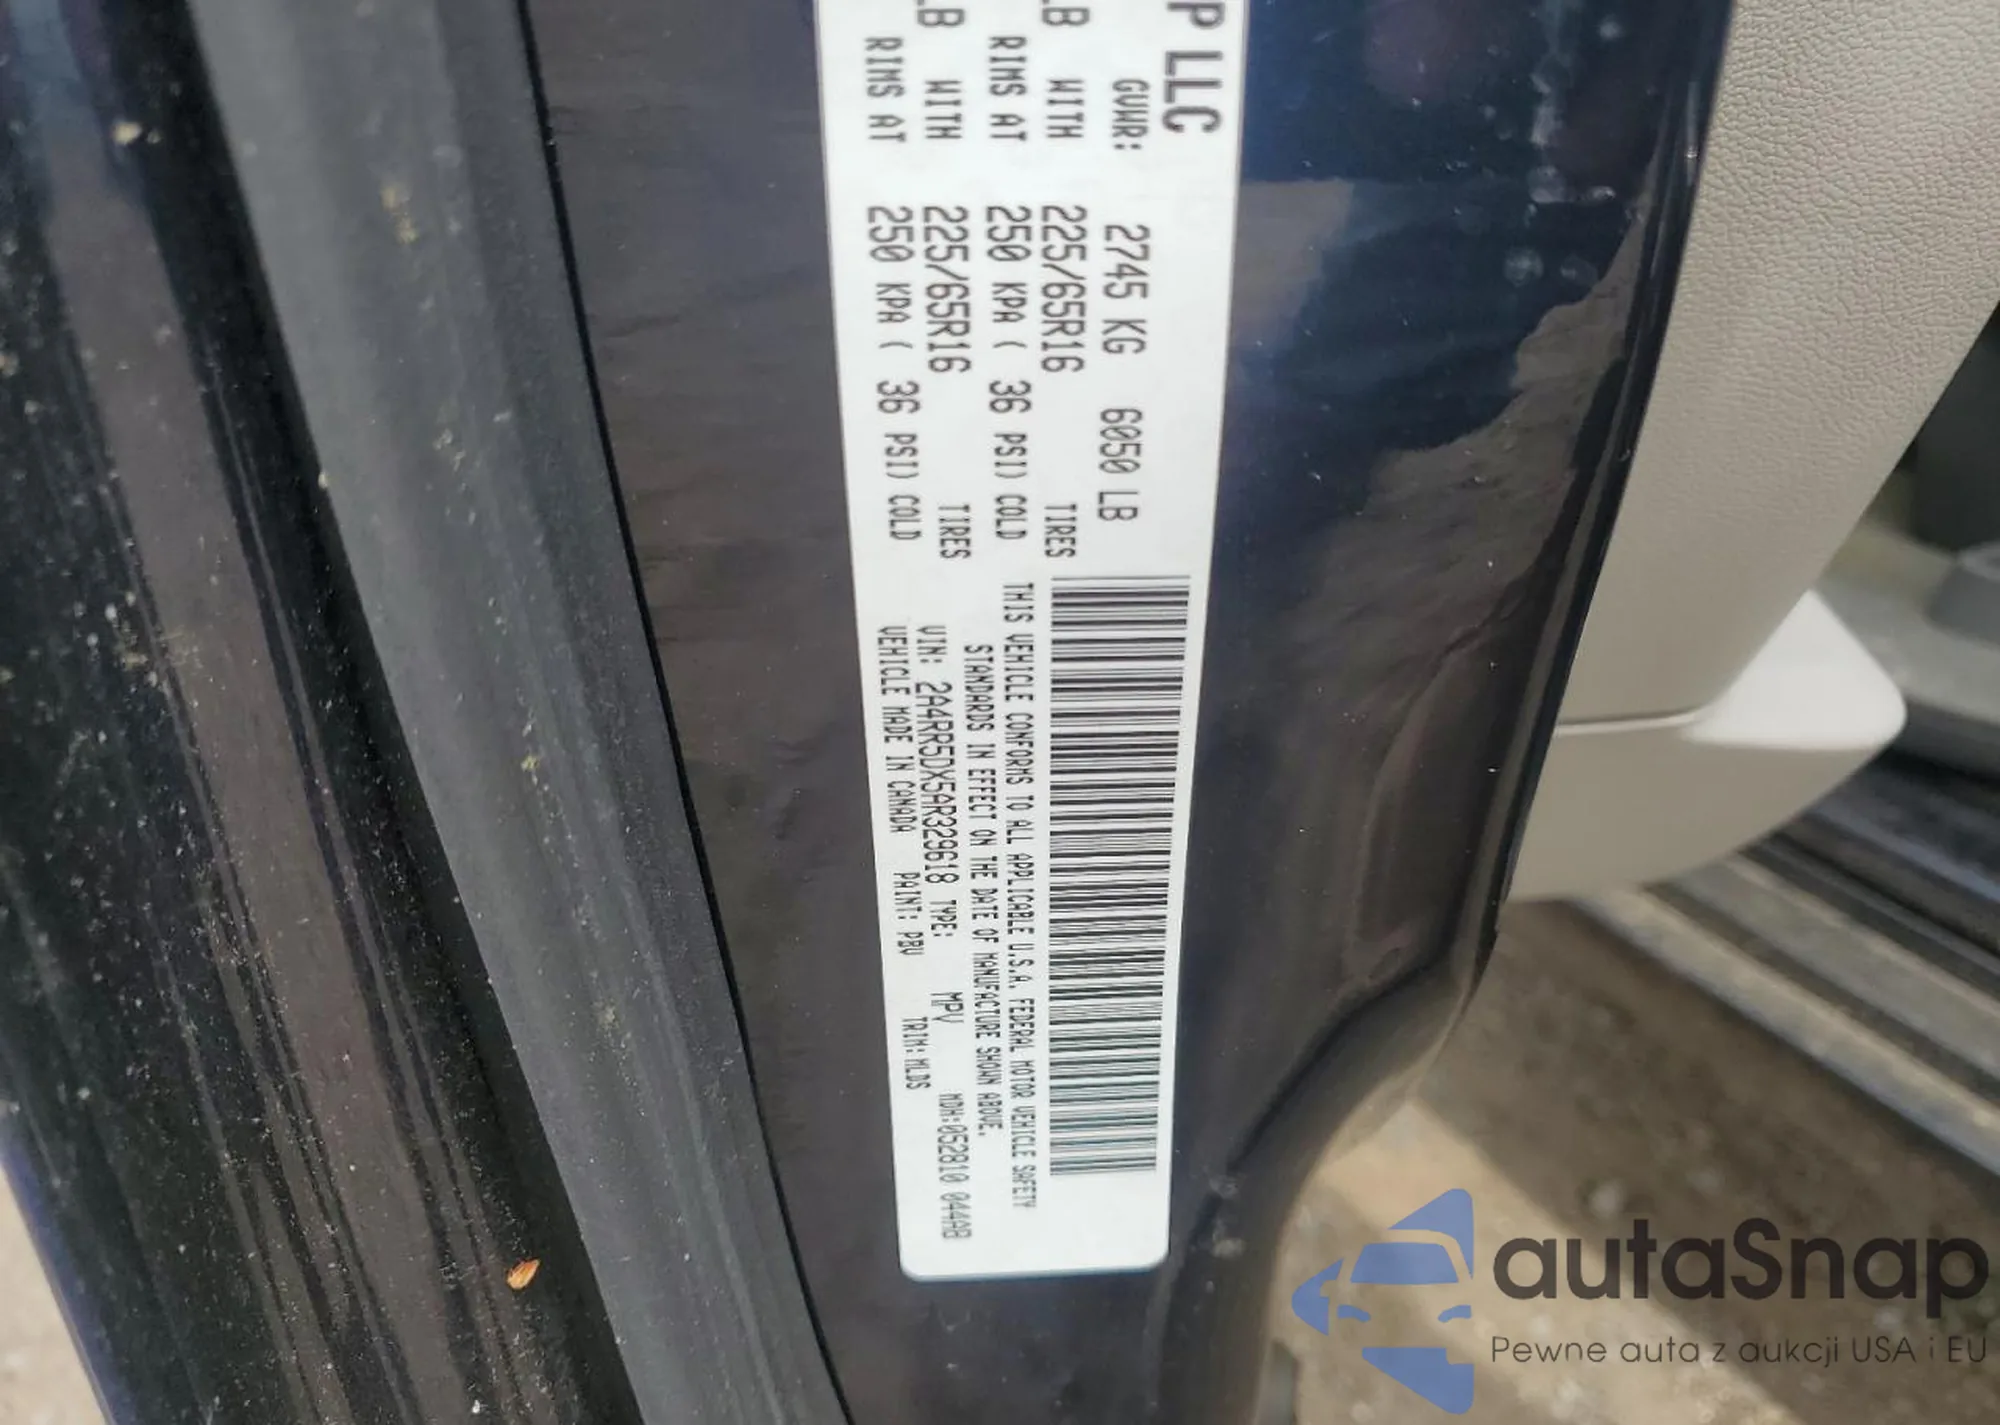 P LLC
GVWR: 2745 KG 6050 LB
LB WITH 225/65R16 TIRES
RIMS AT 250 KPA ( 36 PSI) COLD
LB WITH 225/65R16 TIRES
RIMS AT 250 KPA ( 36 PSI) COLD
THIS VEHICLE CONFORMS TO ALL APPLICABLE U.S.A. FEDERAL MOTOR VEHICLE SAFETY
STANDARDS IN EFFECT ON THE DATE OF MANUFACTURE SHOWN ABOVE.
VIN: 2A4RR5DX5AR329618 TYPE: MPV MDH:052810 044AB
VEHICLE MADE IN CANADA PAINT: PBV TRIM: MLDS
autaSnap
Pewne auta z aukcji USA i EU